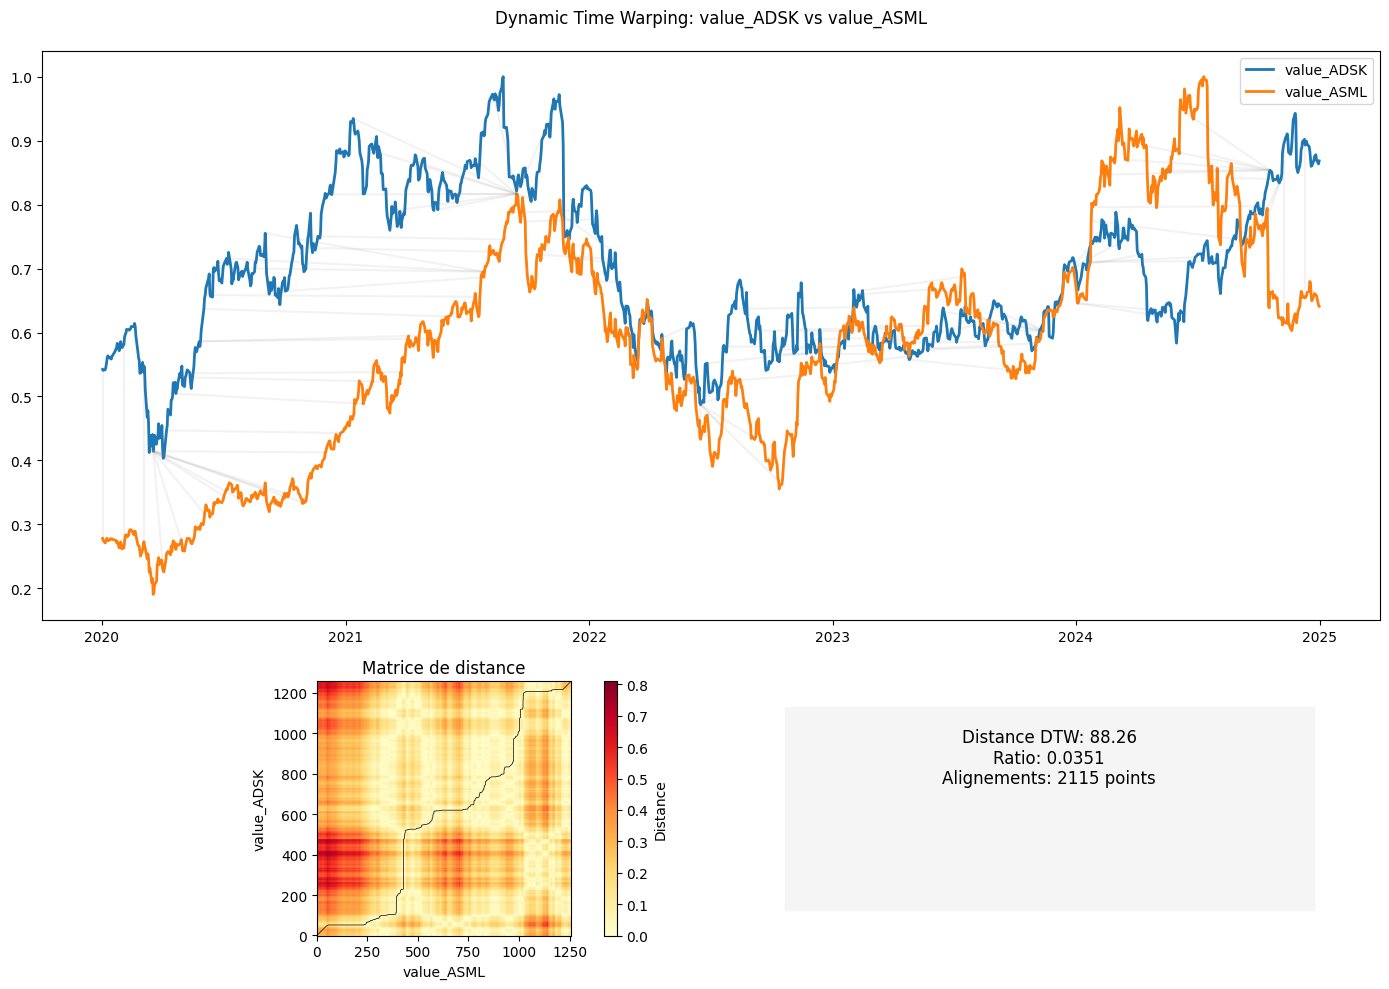 Dynamic Time Warping: value_ADSK vs value_ASML
1.0
0.9
0.8
0.7
0.6
0.5
0.4
0.3
0.2
value_ADSK
value_ASML
2020 2021 2022 2023 2024 2025
Matrice de distance
1200
1000
800
600
400
200
0
value_ADSK
0 250 500 750 1000 1250
value_ASML
0.8
0.7
0.6
0.5
0.4
0.3
0.2
0.1
0.0
Distance
Distance DTW: 88.26
Ratio: 0.0351
Alignements: 2115 points